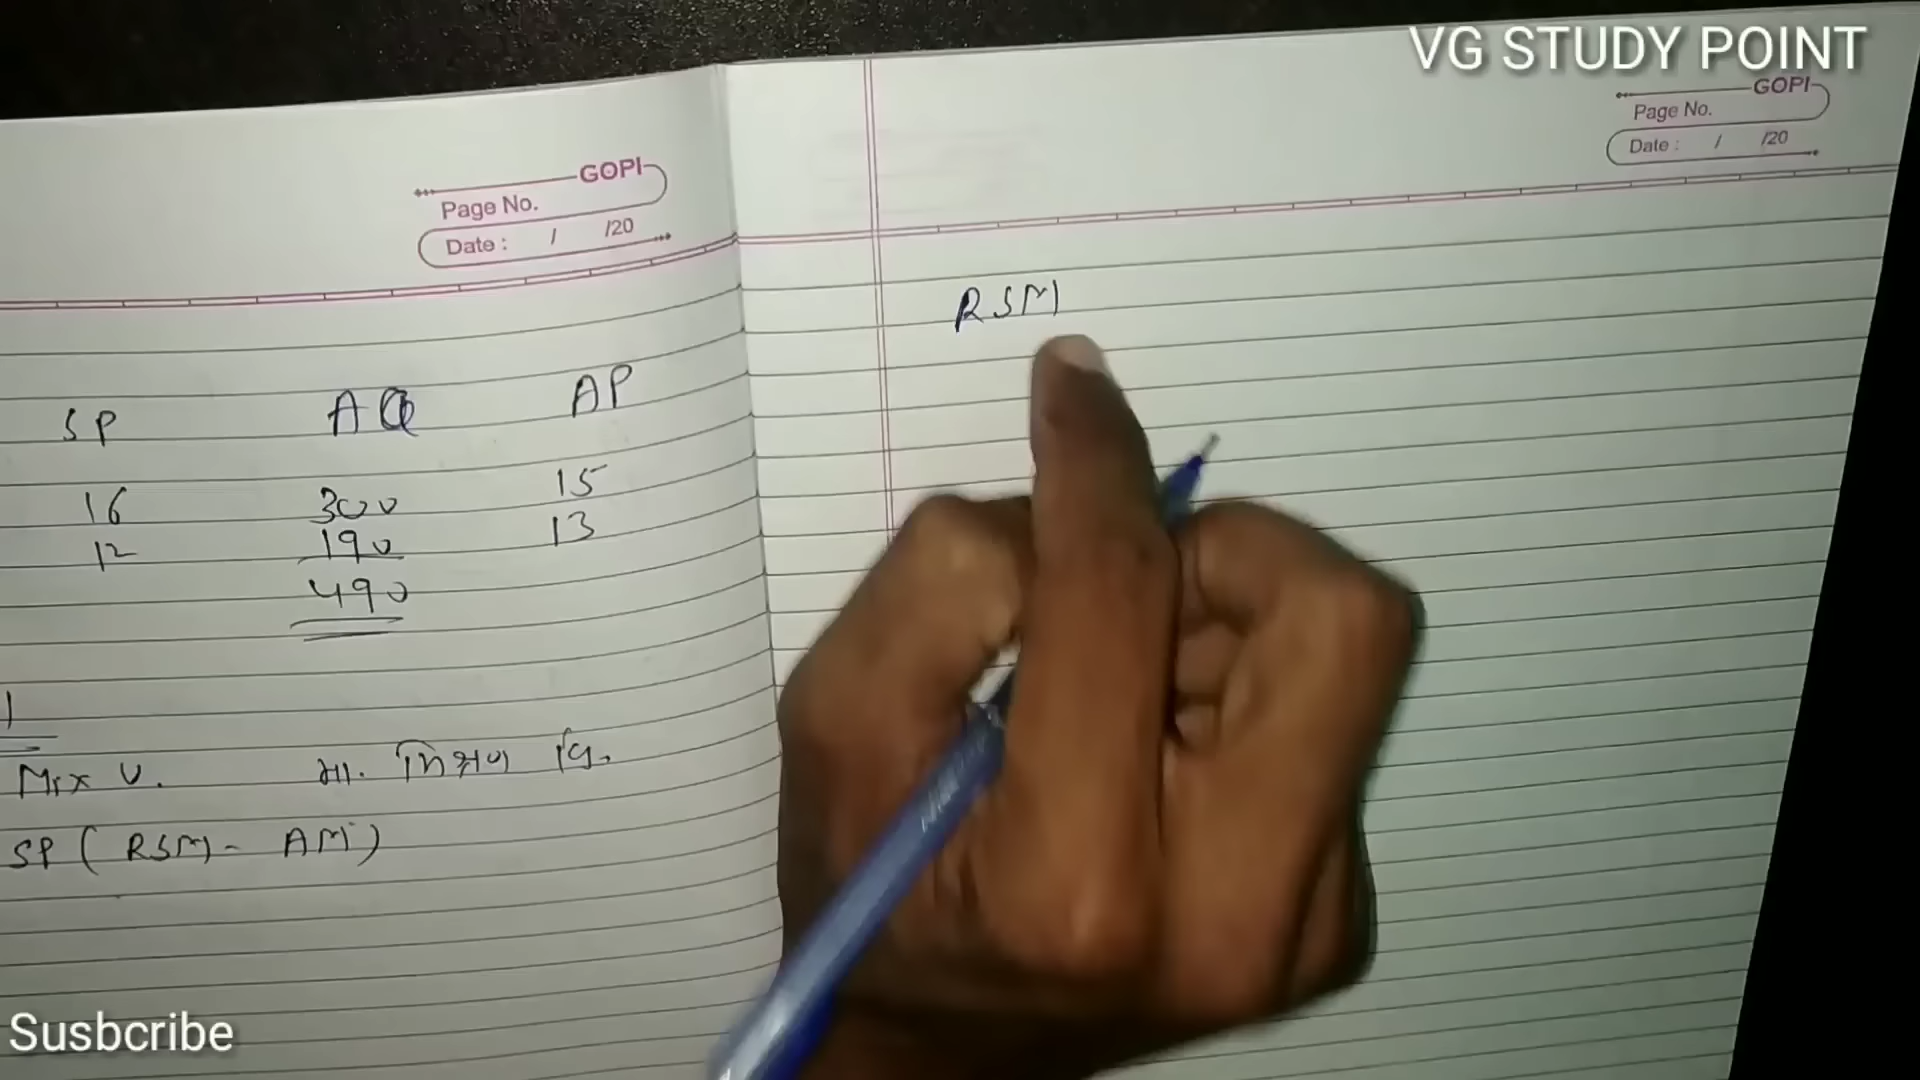 VG STUDY POINT
GOPI
Page No.
Date : / /20
SP AQ AP
16 300 15
12 190 13
490
1
Mix V. सा. मिश्रण वि.
SP ( RSM - AM )
GOPI
Page No.
Date : / /20
RSM
Susbcribe